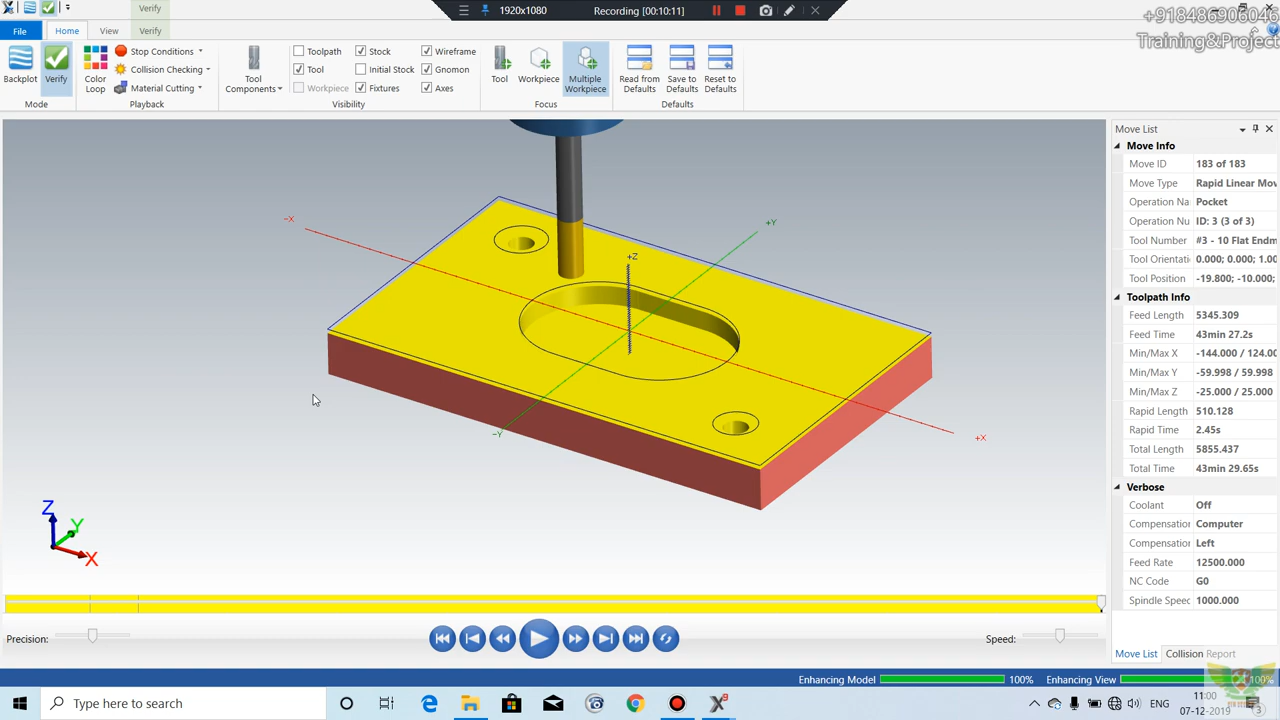 1920x1080
Recording [00:10:11]
+918486908046
Training&Project
Verify
File
Home
View
Verify
Backplot
Verify
Mode
Color Loop
Stop Conditions
Collision Checking
Material Cutting
Playback
Tool Components
Toolpath
Tool
Workpiece
Stock
Initial Stock
Fixtures
Wireframe
Gnomon
Axes
Visibility
Tool
Workpiece
Multiple Workpiece
Focus
Read from Defaults
Save to Defaults
Reset to Defaults
Defaults
-X
+Y
+Z
-Y
+X
Z
Y
X
Move List
Move Info
Move ID 183 of 183
Move Type Rapid Linear Mov
Operation Na Pocket
Operation Nu ID: 3 (3 of 3)
Tool Number #3 - 10 Flat Endm
Tool Orientati 0.000; 0.000; 1.00
Tool Position -19.800; -10.000;
Toolpath Info
Feed Length 5345.309
Feed Time 43min 27.2s
Min/Max X -144.000 / 124.00
Min/Max Y -59.998 / 59.998
Min/Max Z -25.000 / 25.000
Rapid Length 510.128
Rapid Time 2.45s
Total Length 5855.437
Total Time 43min 29.65s
Verbose
Coolant Off
Compensatio Computer
Compensatio Left
Feed Rate 12500.000
NC Code G0
Spindle Spee 1000.000
Move List
Collision Report
Precision:
Speed:
Enhancing Model 100%
Enhancing View 100%
Type here to search
ENG
11:00
07-12-2019